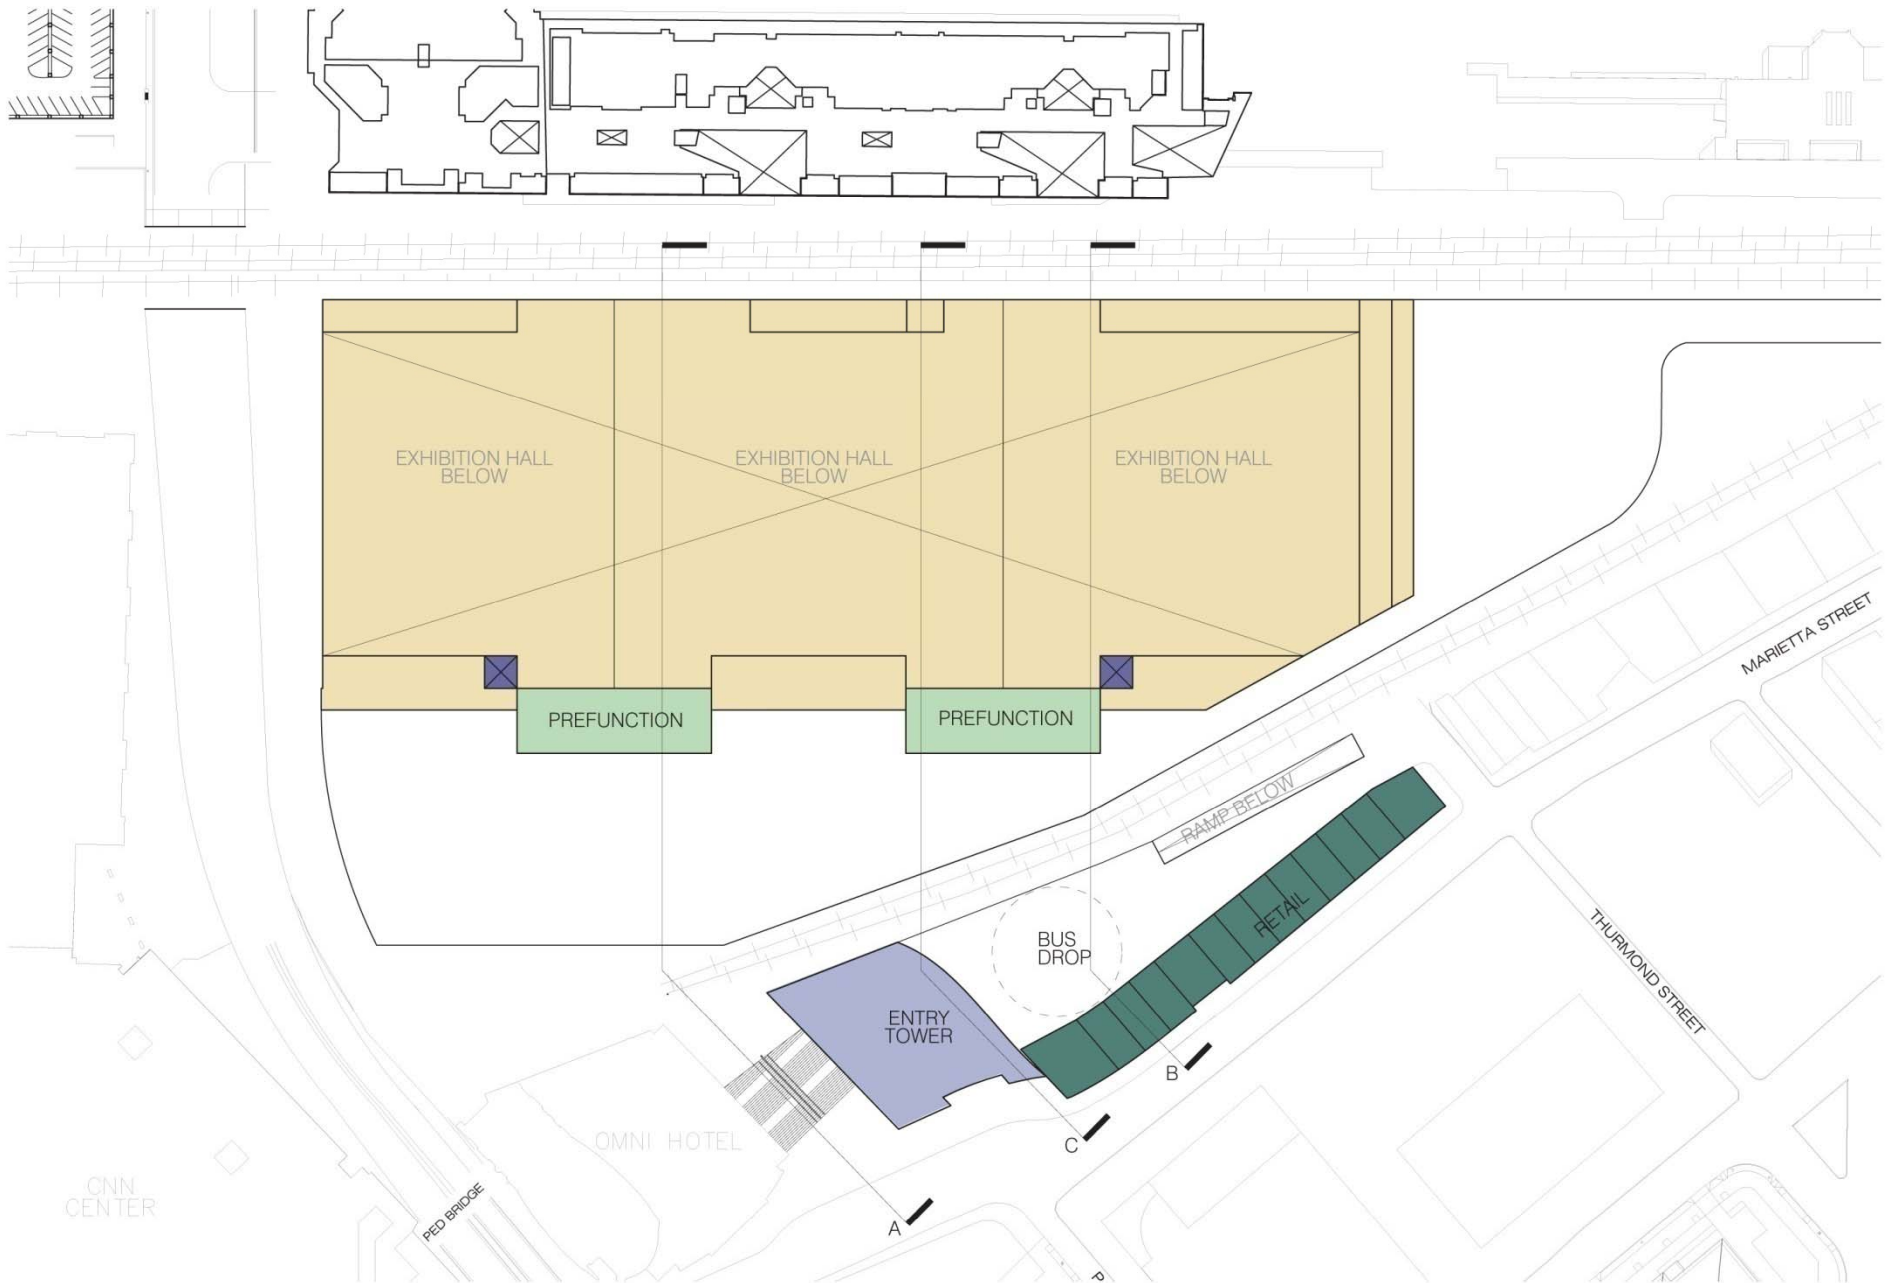 EXHIBITION HALL
BELOW
EXHIBITION HALL
BELOW
EXHIBITION HALL
BELOW
MARIETTA STREET
PREFUNCTION
PREFUNCTION
RAMP BELOW
RETAIL
BUS
DROP
THURMOND STREET
ENTRY
TOWER
B
C
OMNI HOTEL
CNN
CENTER
PED BRIDGE
A
P